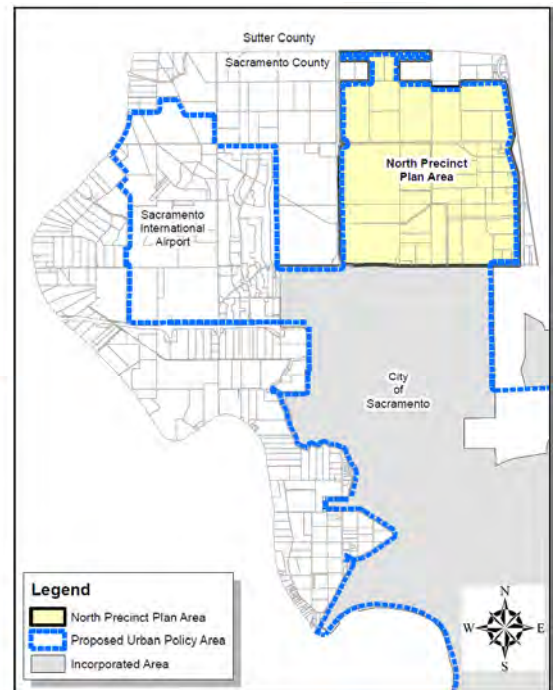 Sutter County
Sacramento County
North Precinct
Plan Area
Sacramento
International
Airport
City
of
Sacramento
Legend
North Precinct Plan Area
Proposed Urban Policy Area
Incorporated Area
N
W
E
S